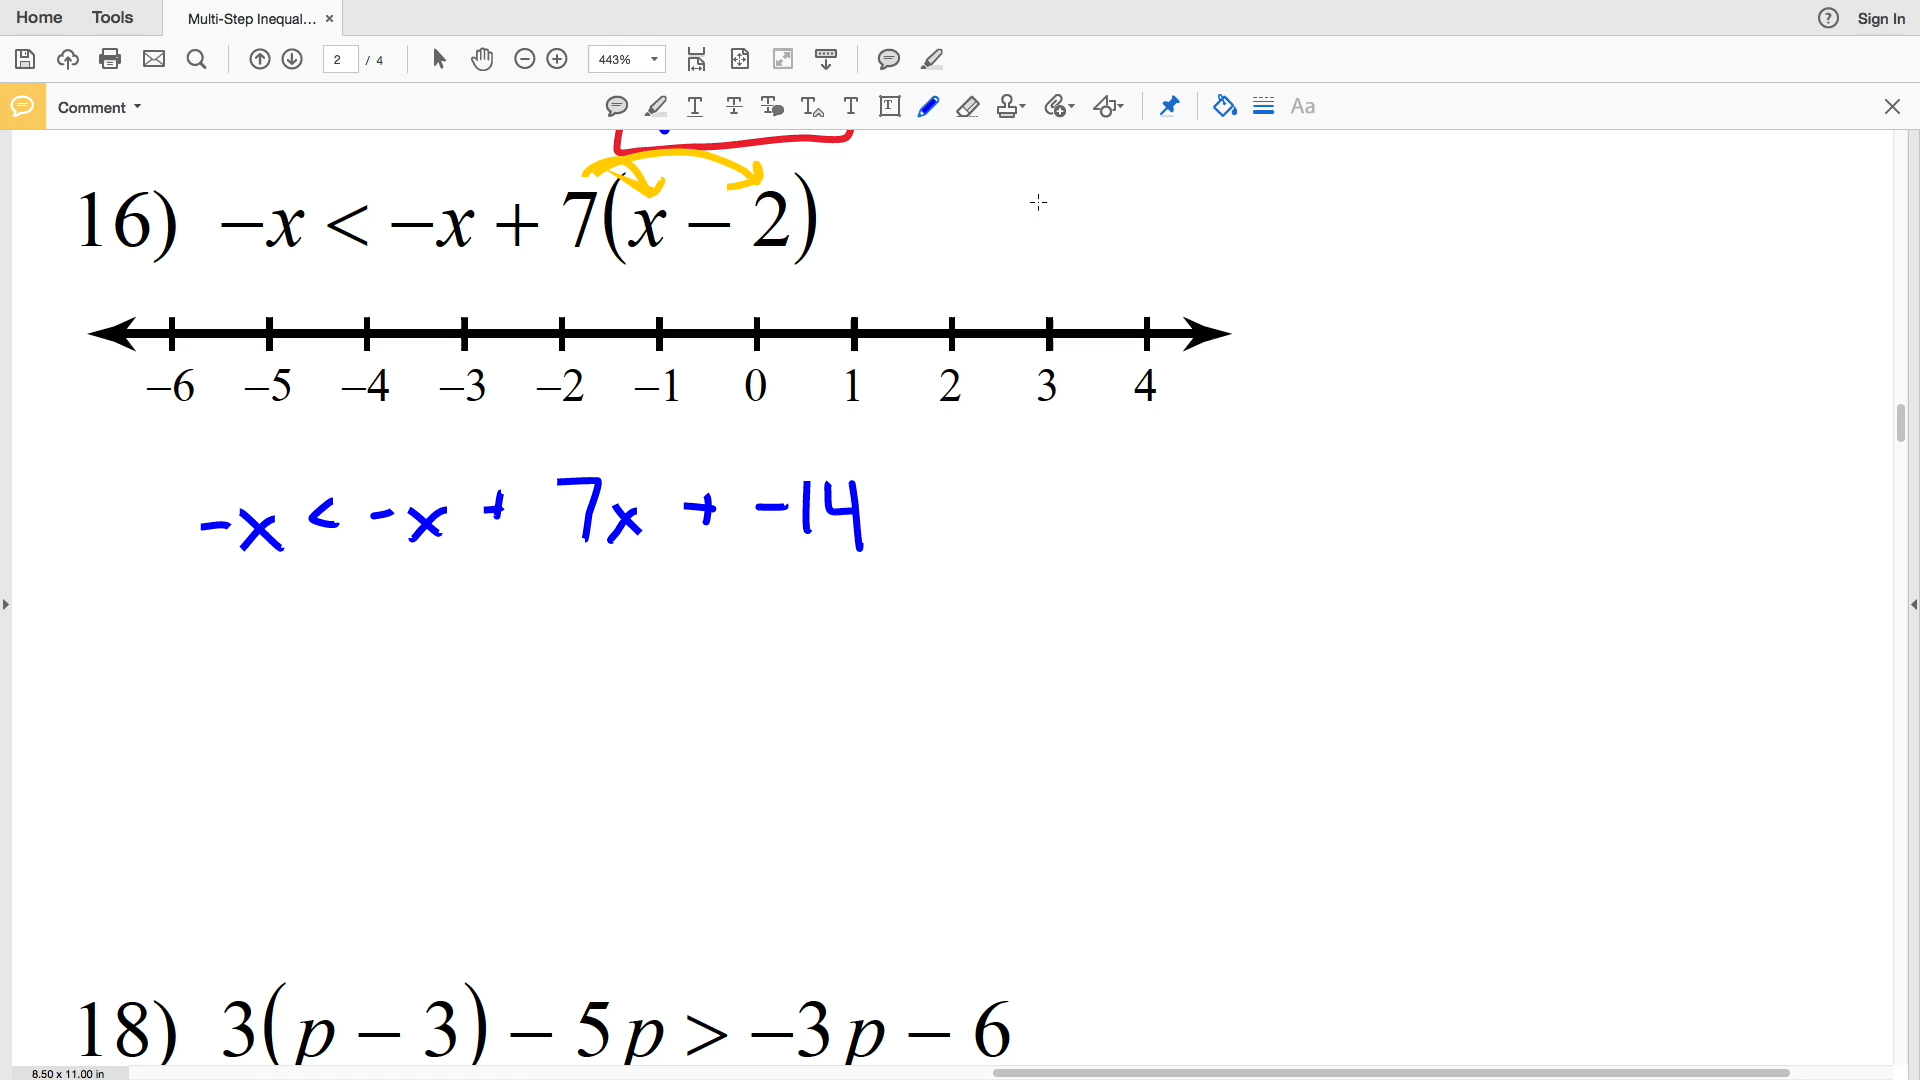 Home Tools Multi-Step Inequal... × ? Sign In
2 / 4 443%
Comment T T T T T T Aa
16) −x < −x + 7(x − 2)
−6 −5 −4 −3 −2 −1 0 1 2 3 4
-x < -x + 7x + -14
18) 3(p − 3) − 5p > −3p − 6
8.50 x 11.00 in